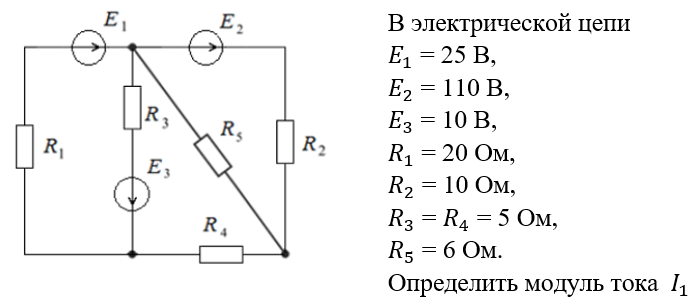 E₁
E₂
R₁
R₃
R₅
R₂
E₃
R₄
В электрической цепи
E₁ = 25 В,
E₂ = 110 В,
E₃ = 10 В,
R₁ = 20 Ом,
R₂ = 10 Ом,
R₃ = R₄ = 5 Ом,
R₅ = 6 Ом.
Определить модуль тока I₁